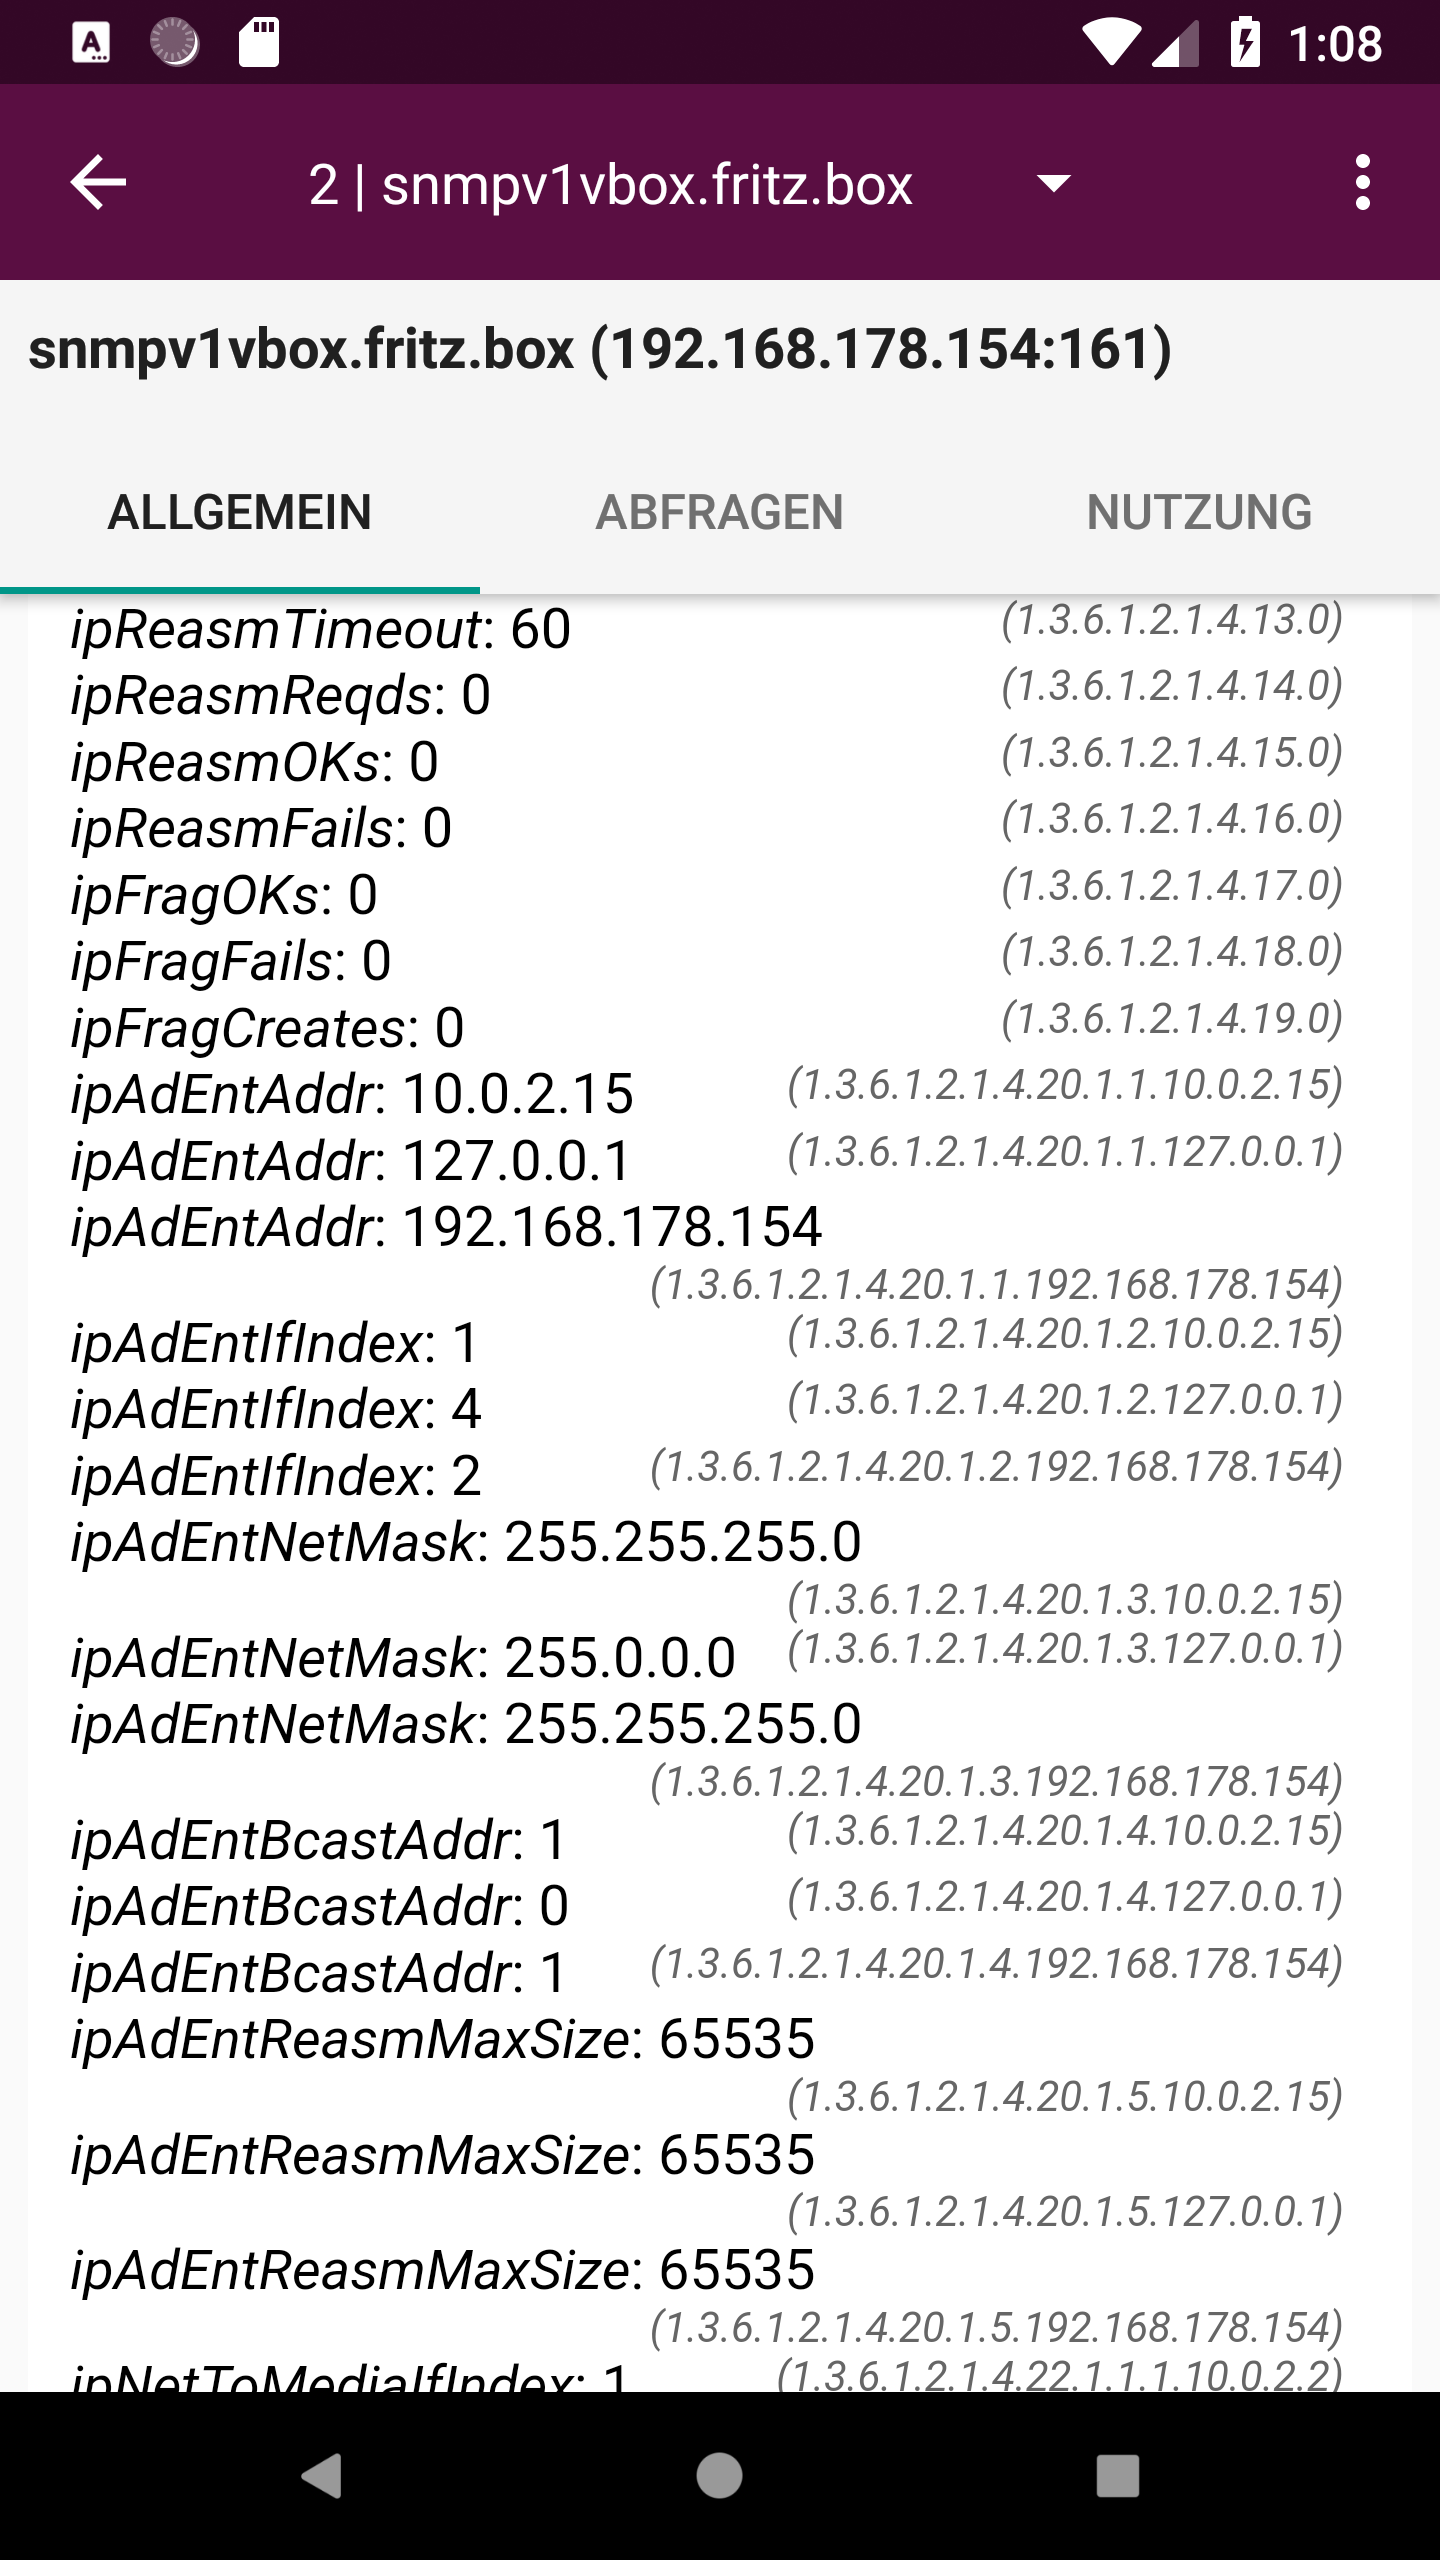 1:08
2 | snmpv1vbox.fritz.box
snmpv1vbox.fritz.box (192.168.178.154:161)
ALLGEMEIN ABFRAGEN NUTZUNG
ipReasmTimeout: 60 (1.3.6.1.2.1.4.13.0)
ipReasmReqds: 0 (1.3.6.1.2.1.4.14.0)
ipReasmOKs: 0 (1.3.6.1.2.1.4.15.0)
ipReasmFails: 0 (1.3.6.1.2.1.4.16.0)
ipFragOKs: 0 (1.3.6.1.2.1.4.17.0)
ipFragFails: 0 (1.3.6.1.2.1.4.18.0)
ipFragCreates: 0 (1.3.6.1.2.1.4.19.0)
ipAdEntAddr: 10.0.2.15 (1.3.6.1.2.1.4.20.1.1.10.0.2.15)
ipAdEntAddr: 127.0.0.1 (1.3.6.1.2.1.4.20.1.1.127.0.0.1)
ipAdEntAddr: 192.168.178.154
(1.3.6.1.2.1.4.20.1.1.192.168.178.154)
ipAdEntIfIndex: 1 (1.3.6.1.2.1.4.20.1.2.10.0.2.15)
ipAdEntIfIndex: 4 (1.3.6.1.2.1.4.20.1.2.127.0.0.1)
ipAdEntIfIndex: 2 (1.3.6.1.2.1.4.20.1.2.192.168.178.154)
ipAdEntNetMask: 255.255.255.0
(1.3.6.1.2.1.4.20.1.3.10.0.2.15)
ipAdEntNetMask: 255.0.0.0 (1.3.6.1.2.1.4.20.1.3.127.0.0.1)
ipAdEntNetMask: 255.255.255.0
(1.3.6.1.2.1.4.20.1.3.192.168.178.154)
ipAdEntBcastAddr: 1 (1.3.6.1.2.1.4.20.1.4.10.0.2.15)
ipAdEntBcastAddr: 0 (1.3.6.1.2.1.4.20.1.4.127.0.0.1)
ipAdEntBcastAddr: 1 (1.3.6.1.2.1.4.20.1.4.192.168.178.154)
ipAdEntReasmMaxSize: 65535
(1.3.6.1.2.1.4.20.1.5.10.0.2.15)
ipAdEntReasmMaxSize: 65535
(1.3.6.1.2.1.4.20.1.5.127.0.0.1)
ipAdEntReasmMaxSize: 65535
(1.3.6.1.2.1.4.20.1.5.192.168.178.154)
ipNetToMediaIfIndex: 1 (1.3.6.1.2.1.4.22.1.1.1.10.0.2.2)